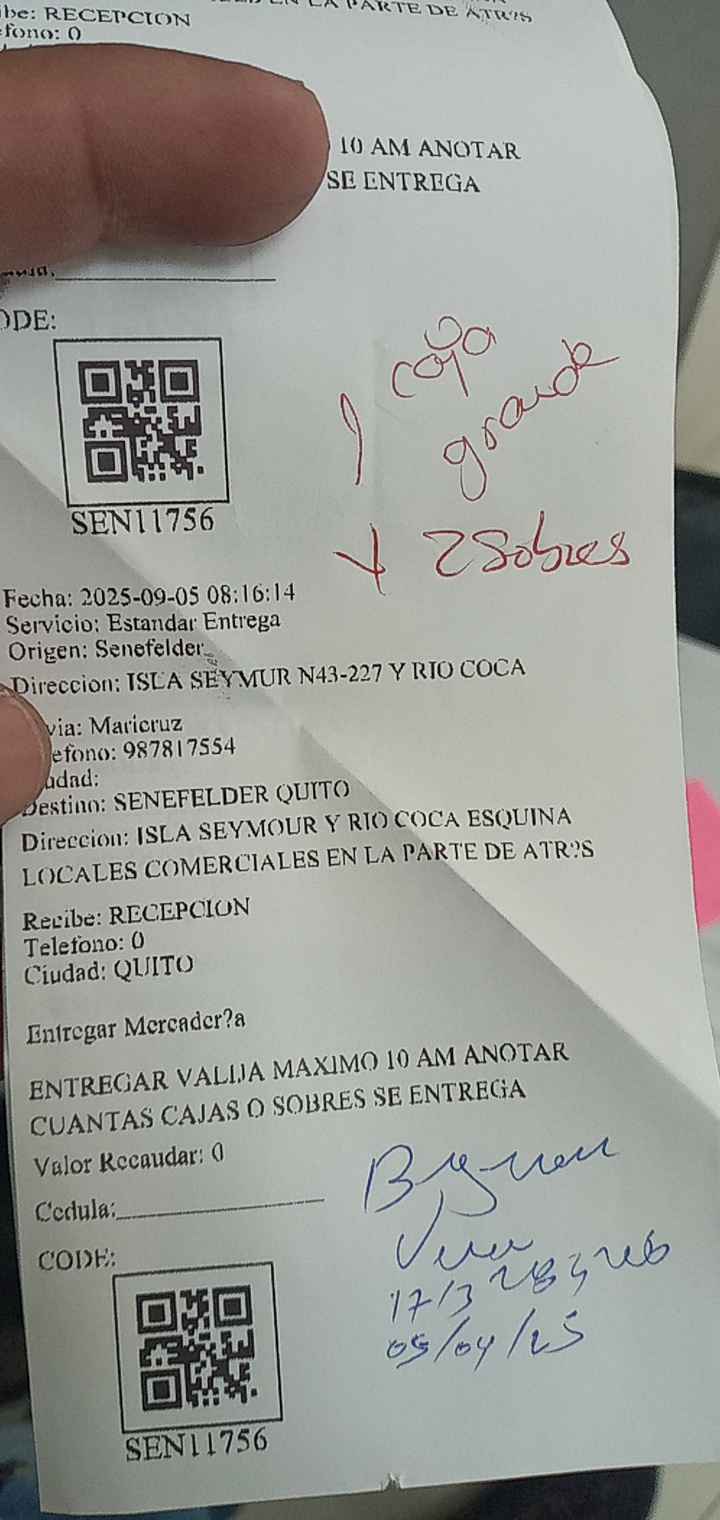 RECEPCION
fono: 0
LA PARTE DE ATR?S
10 AM ANOTAR
SE ENTREGA
ODE:
SEN11756
1 caja
grande
+ 2 Sobres
Fecha: 2025-09-05 08:16:14
Servicio: Estandar Entrega
Origen: Senefelder
Direccion: ISLA SEYMUR N43-227 Y RIO COCA
via: Maricruz
efono: 987817554
udad:
Destino: SENEFELDER QUITO
Direccion: ISLA SEYMOUR Y RIO COCA ESQUINA
LOCALES COMERCIALES EN LA PARTE DE ATR?S
Recibe: RECEPCION
Telefono: 0
Ciudad: QUITO
Entregar Mercader?a
ENTREGAR VALIJA MAXIMO 10 AM ANOTAR
CUANTAS CAJAS O SOBRES SE ENTREGA
Valor Recaudar: 0
Cedula:
CODE:
SEN11756